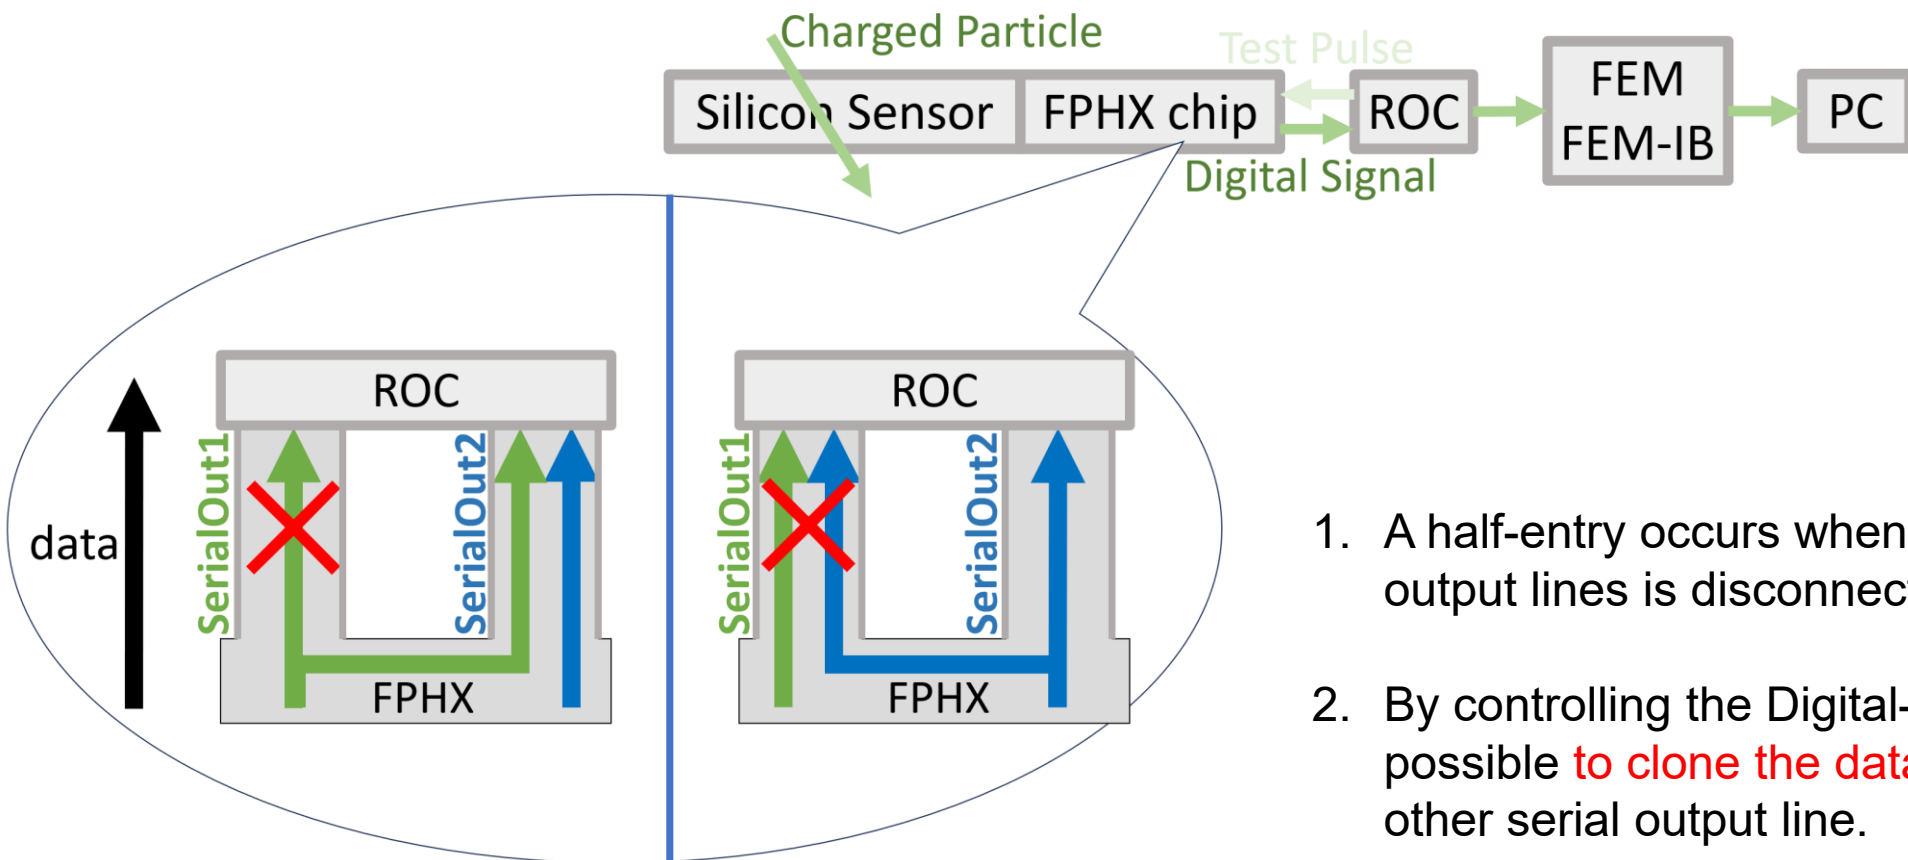 Charged Particle
Test Pulse
Silicon Sensor
FPHX chip
ROC
FEM
FEM-IB
PC
Digital Signal
data
ROC
SerialOut1
SerialOut2
FPHX
ROC
SerialOut1
SerialOut2
FPHX
1. A half-entry occurs when
output lines is disconnect
2. By controlling the Digital-
possible to clone the data
other serial output line.